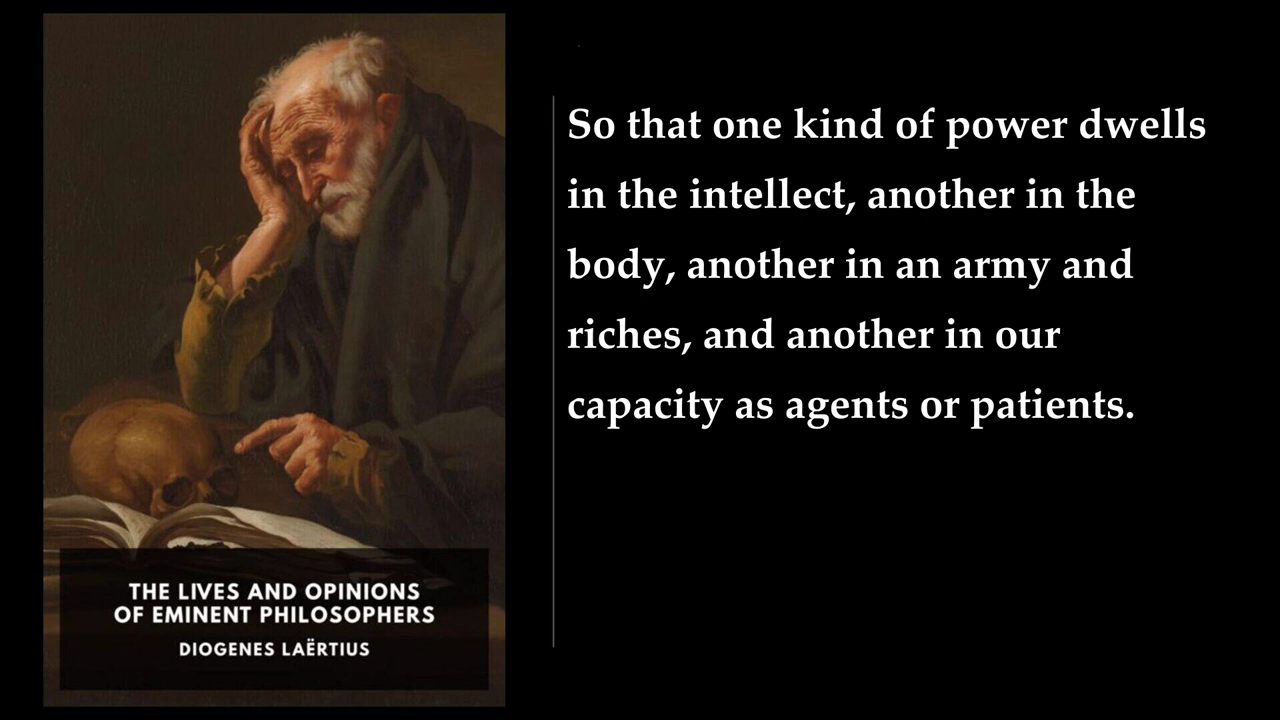 So that one kind of power dwells
in the intellect, another in the
body, another in an army and
riches, and another in our
capacity as agents or patients.
THE LIVES AND OPINIONS
OF EMINENT PHILOSOPHERS
DIOGENES LAËRTIUS